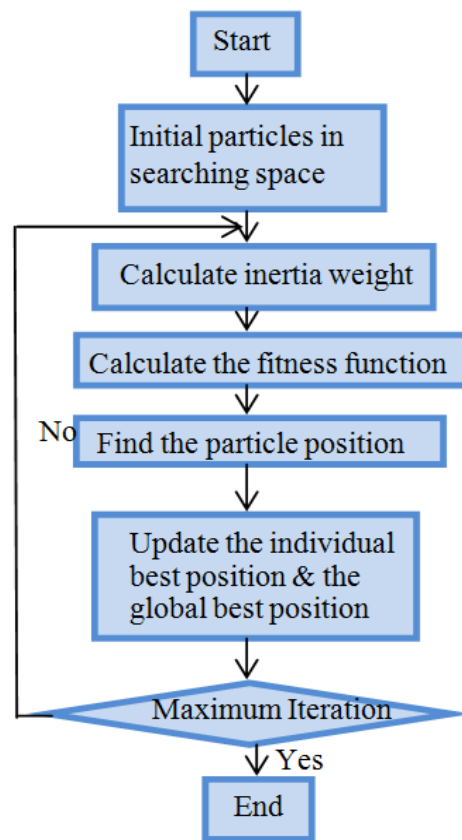 Start
Initial particles in
searching space
Calculate inertia weight
Calculate the fitness function
No
Find the particle position
Update the individual
best position & the
global best position
Maximum Iteration
Yes
End